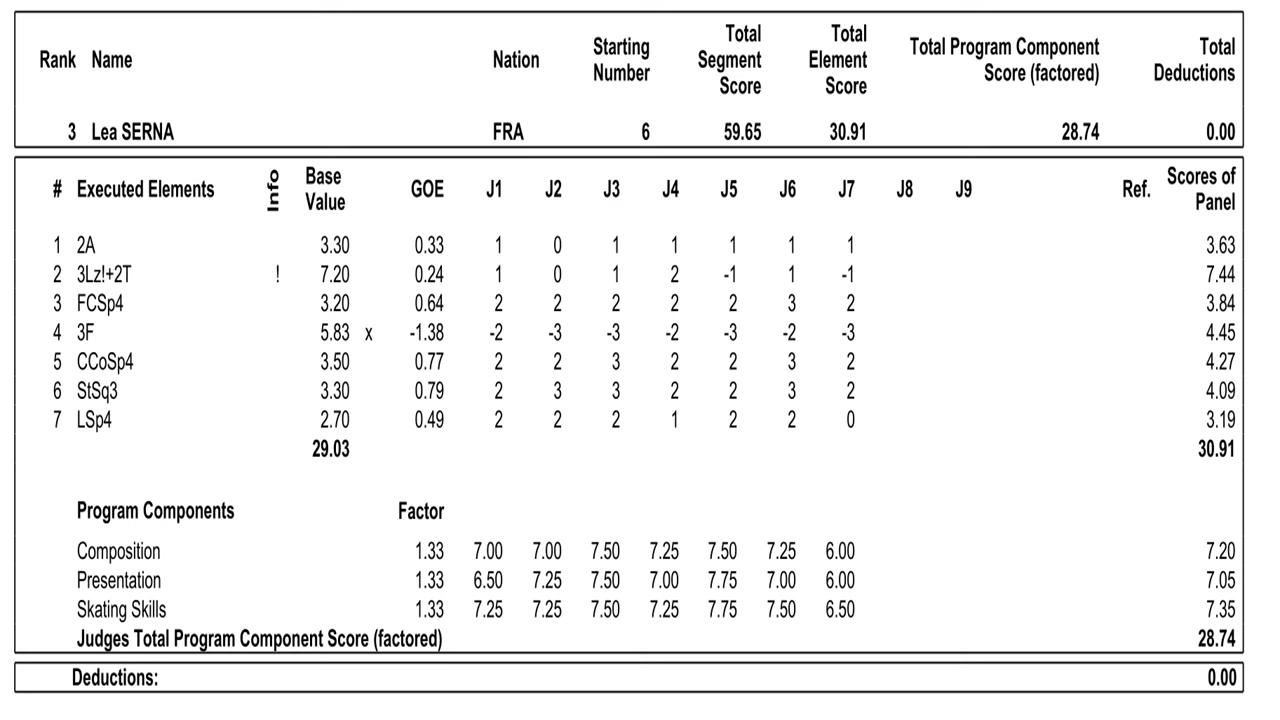 Rank Name Nation Starting Number Total Segment Score Total Element Score Total Program Component Score (factored) Total Deductions
3 Lea SERNA FRA 6 59.65 30.91 28.74 0.00
# Executed Elements Info Base Value GOE J1 J2 J3 J4 J5 J6 J7 J8 J9 Ref. Scores of Panel
1 2A 3.30 0.33 1 0 1 1 1 1 1 3.63
2 3Lz!+2T ! 7.20 0.24 1 0 1 2 -1 1 -1 7.44
3 FCSp4 3.20 0.64 2 2 2 2 2 3 2 3.84
4 3F 5.83 x -1.38 -2 -3 -3 -2 -3 -2 -3 4.45
5 CCoSp4 3.50 0.77 2 2 3 2 2 3 2 4.27
6 StSq3 3.30 0.79 2 3 3 2 2 3 2 4.09
7 LSp4 2.70 0.49 2 2 2 1 2 2 0 3.19
29.03 30.91
Program Components Factor
Composition 1.33 7.00 7.00 7.50 7.25 7.50 7.25 6.00 7.20
Presentation 1.33 6.50 7.25 7.50 7.00 7.75 7.00 6.00 7.05
Skating Skills 1.33 7.25 7.25 7.50 7.25 7.75 7.50 6.50 7.35
Judges Total Program Component Score (factored) 28.74
Deductions: 0.00